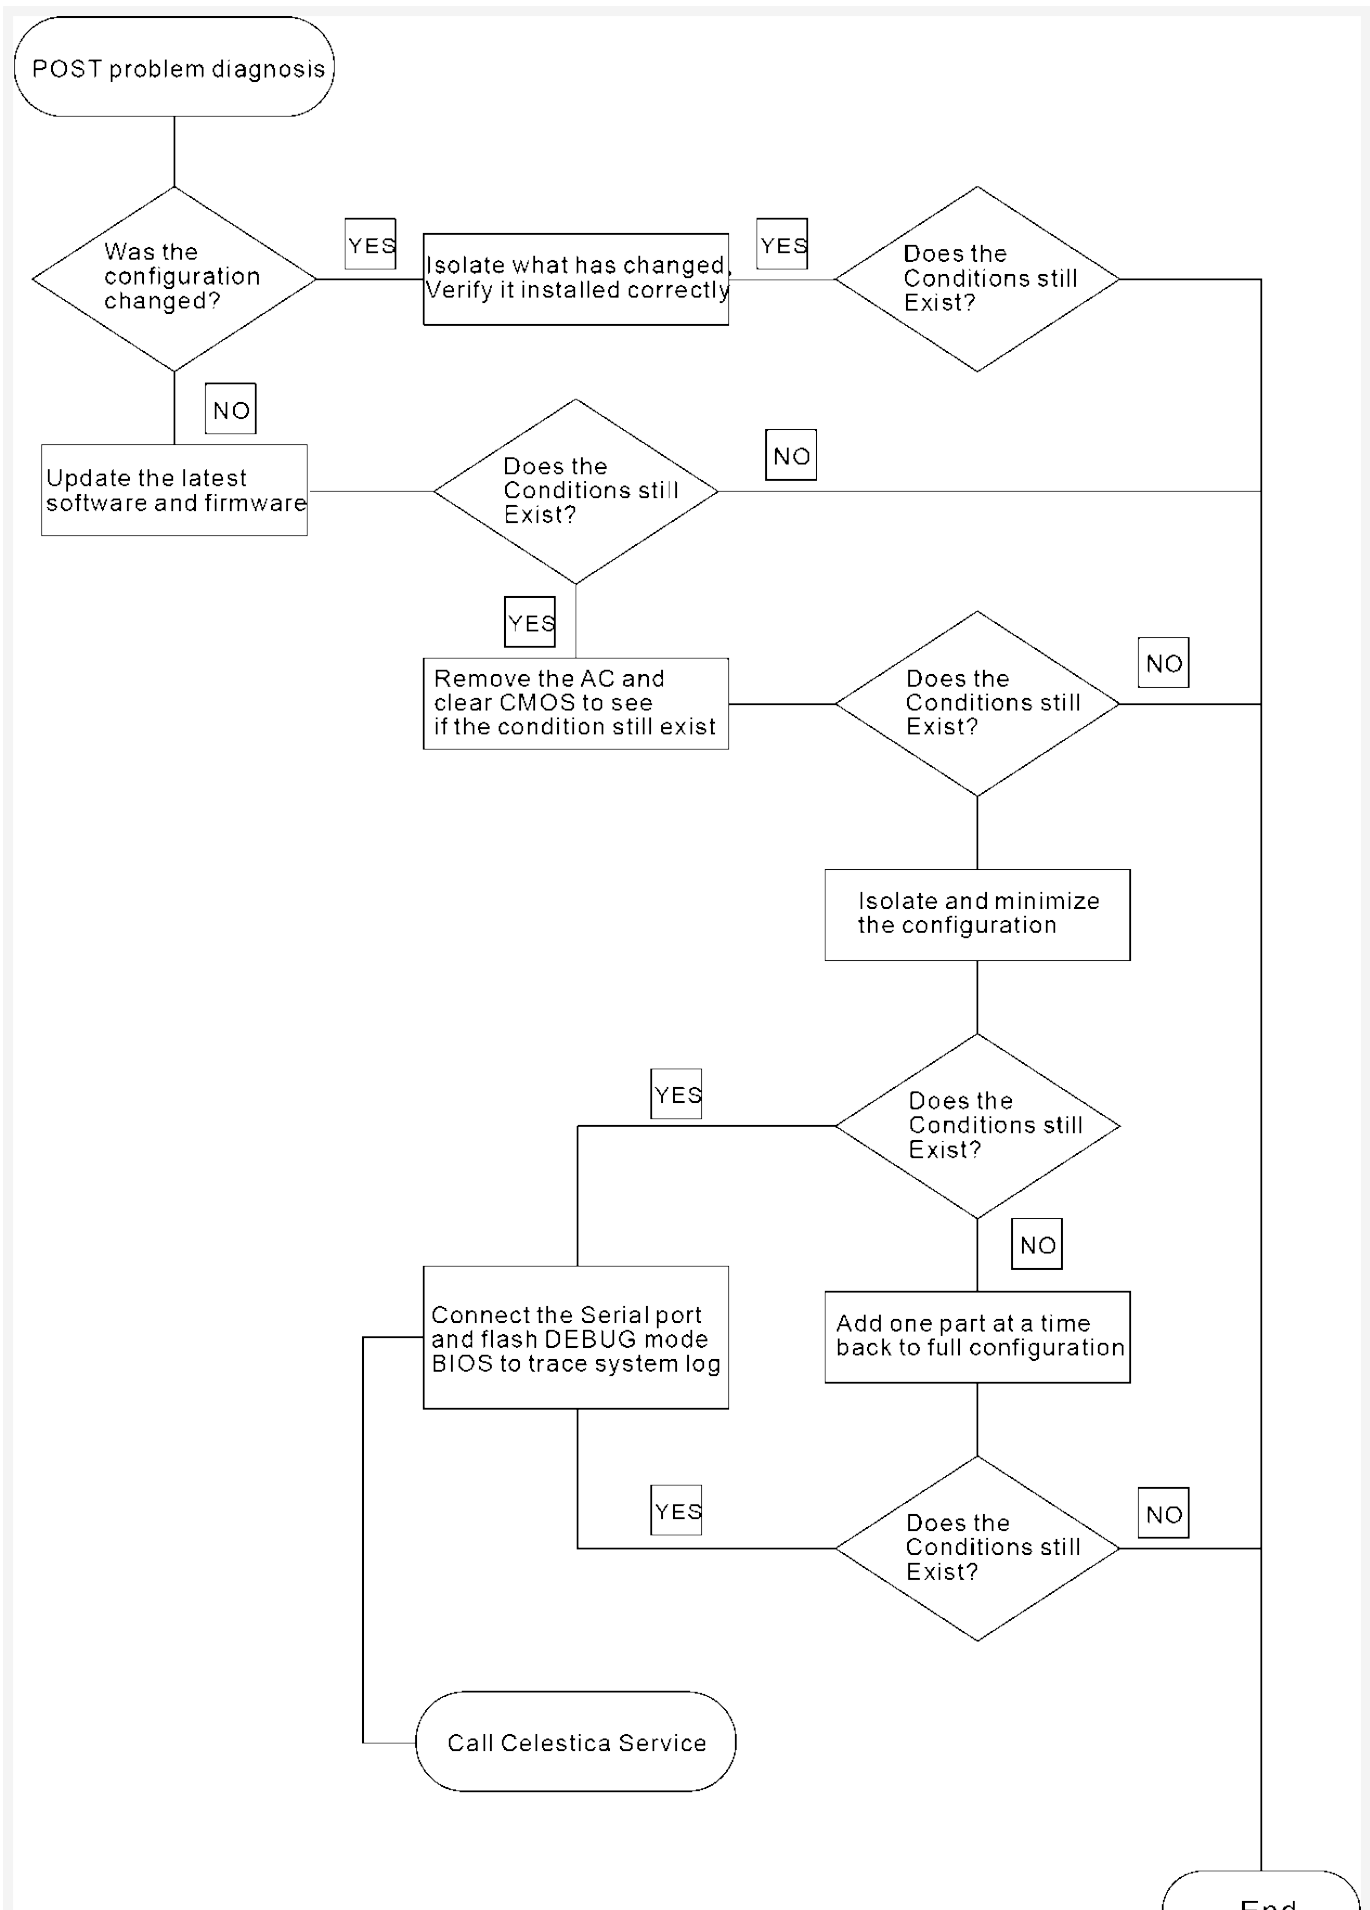 POST problem diagnosis
Was the
configuration
changed?
YES
Isolate what has changed,
Verify it installed correctly
YES
Does the
Conditions still
Exist?
NO
Update the latest
software and firmware
Does the
Conditions still
Exist?
NO
YES
Remove the AC and
clear CMOS to see
if the condition still exist
Does the
Conditions still
Exist?
NO
Isolate and minimize
the configuration
Does the
Conditions still
Exist?
YES
NO
Connect the Serial port
and flash DEBUG mode
BIOS to trace system log
Add one part at a time
back to full configuration
YES
Does the
Conditions still
Exist?
NO
Call Celestica Service
End